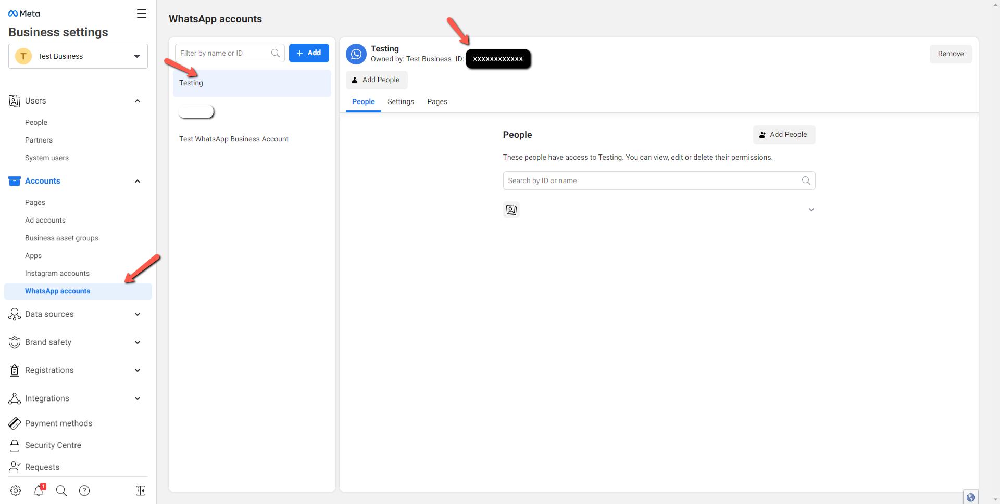 Meta
Business settings
T Test Business
Users
People
Partners
System users
Accounts
Pages
Ad accounts
Business asset groups
Apps
Instagram accounts
WhatsApp accounts
Data sources
Brand safety
Registrations
Integrations
Payment methods
Security Centre
Requests
1
?
WhatsApp accounts
Filter by name or ID
+ Add
Testing
Test WhatsApp Business Account
Testing
Owned by: Test Business ID: XXXXXXXXXXXX
Remove
Add People
People Settings Pages
People
Add People
These people have access to Testing. You can view, edit or delete their permissions.
Search by ID or name